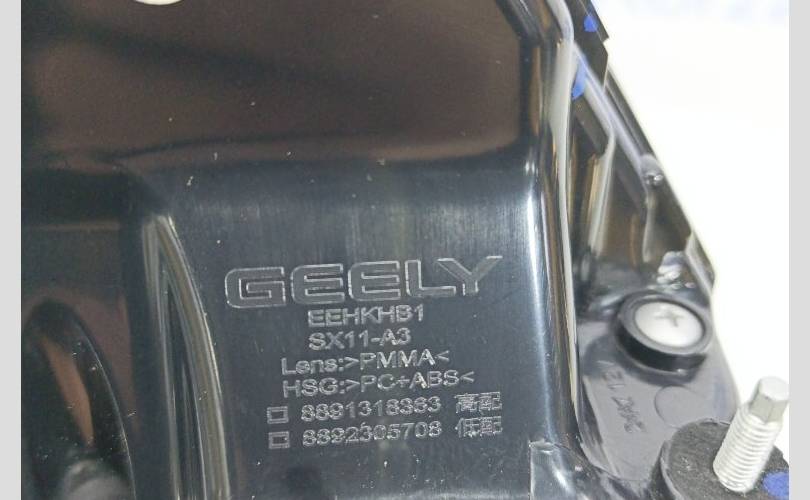 GEELY
EEHKHB1
SX11-A3
Lens:>PMMA<
HSG:>PC+ABS<
8891318383 高配
8892305708 低配